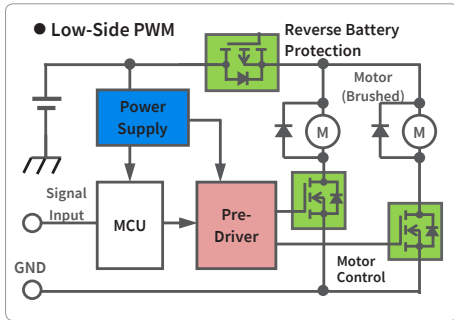 ● Low-Side PWM
Reverse Battery
Protection
Motor
(Brushed)
Power
Supply
M
M
Signal
Input
MCU
Pre-
Driver
GND
Motor
Control